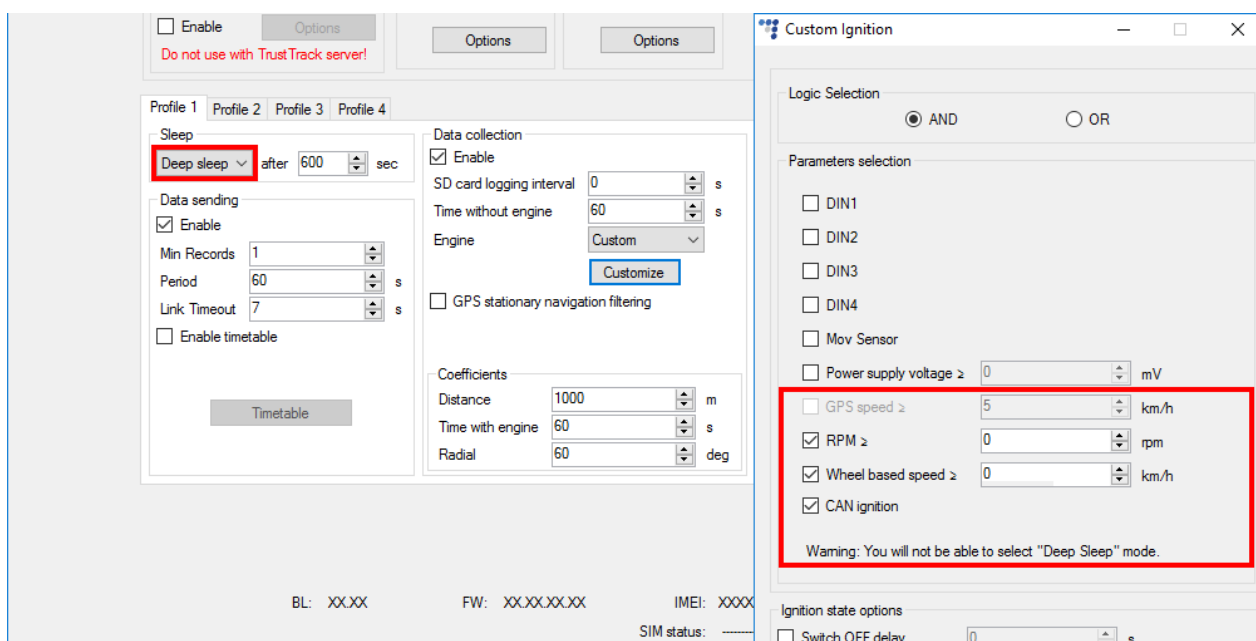 Enable
Options
Do not use with TrustTrack server!
Options
Options
Profile 1 Profile 2 Profile 3 Profile 4
Sleep
Deep sleep after 600 sec
Data sending
Enable
Min Records 1
Period 60 s
Link Timeout 7 s
Enable timetable
Timetable
Data collection
Enable
SD card logging interval 0 s
Time without engine 60 s
Engine Custom
Customize
GPS stationary navigation filtering
Coefficients
Distance 1000 m
Time with engine 60 s
Radial 60 deg
BL: XX.XX FW: XX.XX.XX.XX IMEI: XXXX
SIM status: --------
Custom Ignition
Logic Selection
AND OR
Parameters selection
DIN1
DIN2
DIN3
DIN4
Mov Sensor
Power supply voltage ≥ 0 mV
GPS speed ≥ 5 km/h
RPM ≥ 0 rpm
Wheel based speed ≥ 0 km/h
CAN ignition
Warning: You will not be able to select "Deep Sleep" mode.
Ignition state options
Switch OFF delay 0 s